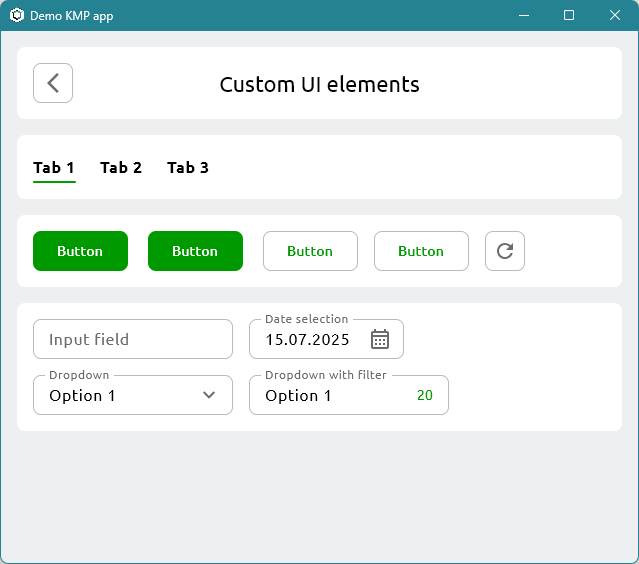 Demo KMP app
Custom UI elements
Tab 1 Tab 2 Tab 3
Button Button Button Button
Date selection
Input field 15.07.2025
Dropdown Dropdown with filter
Option 1 Option 1 20